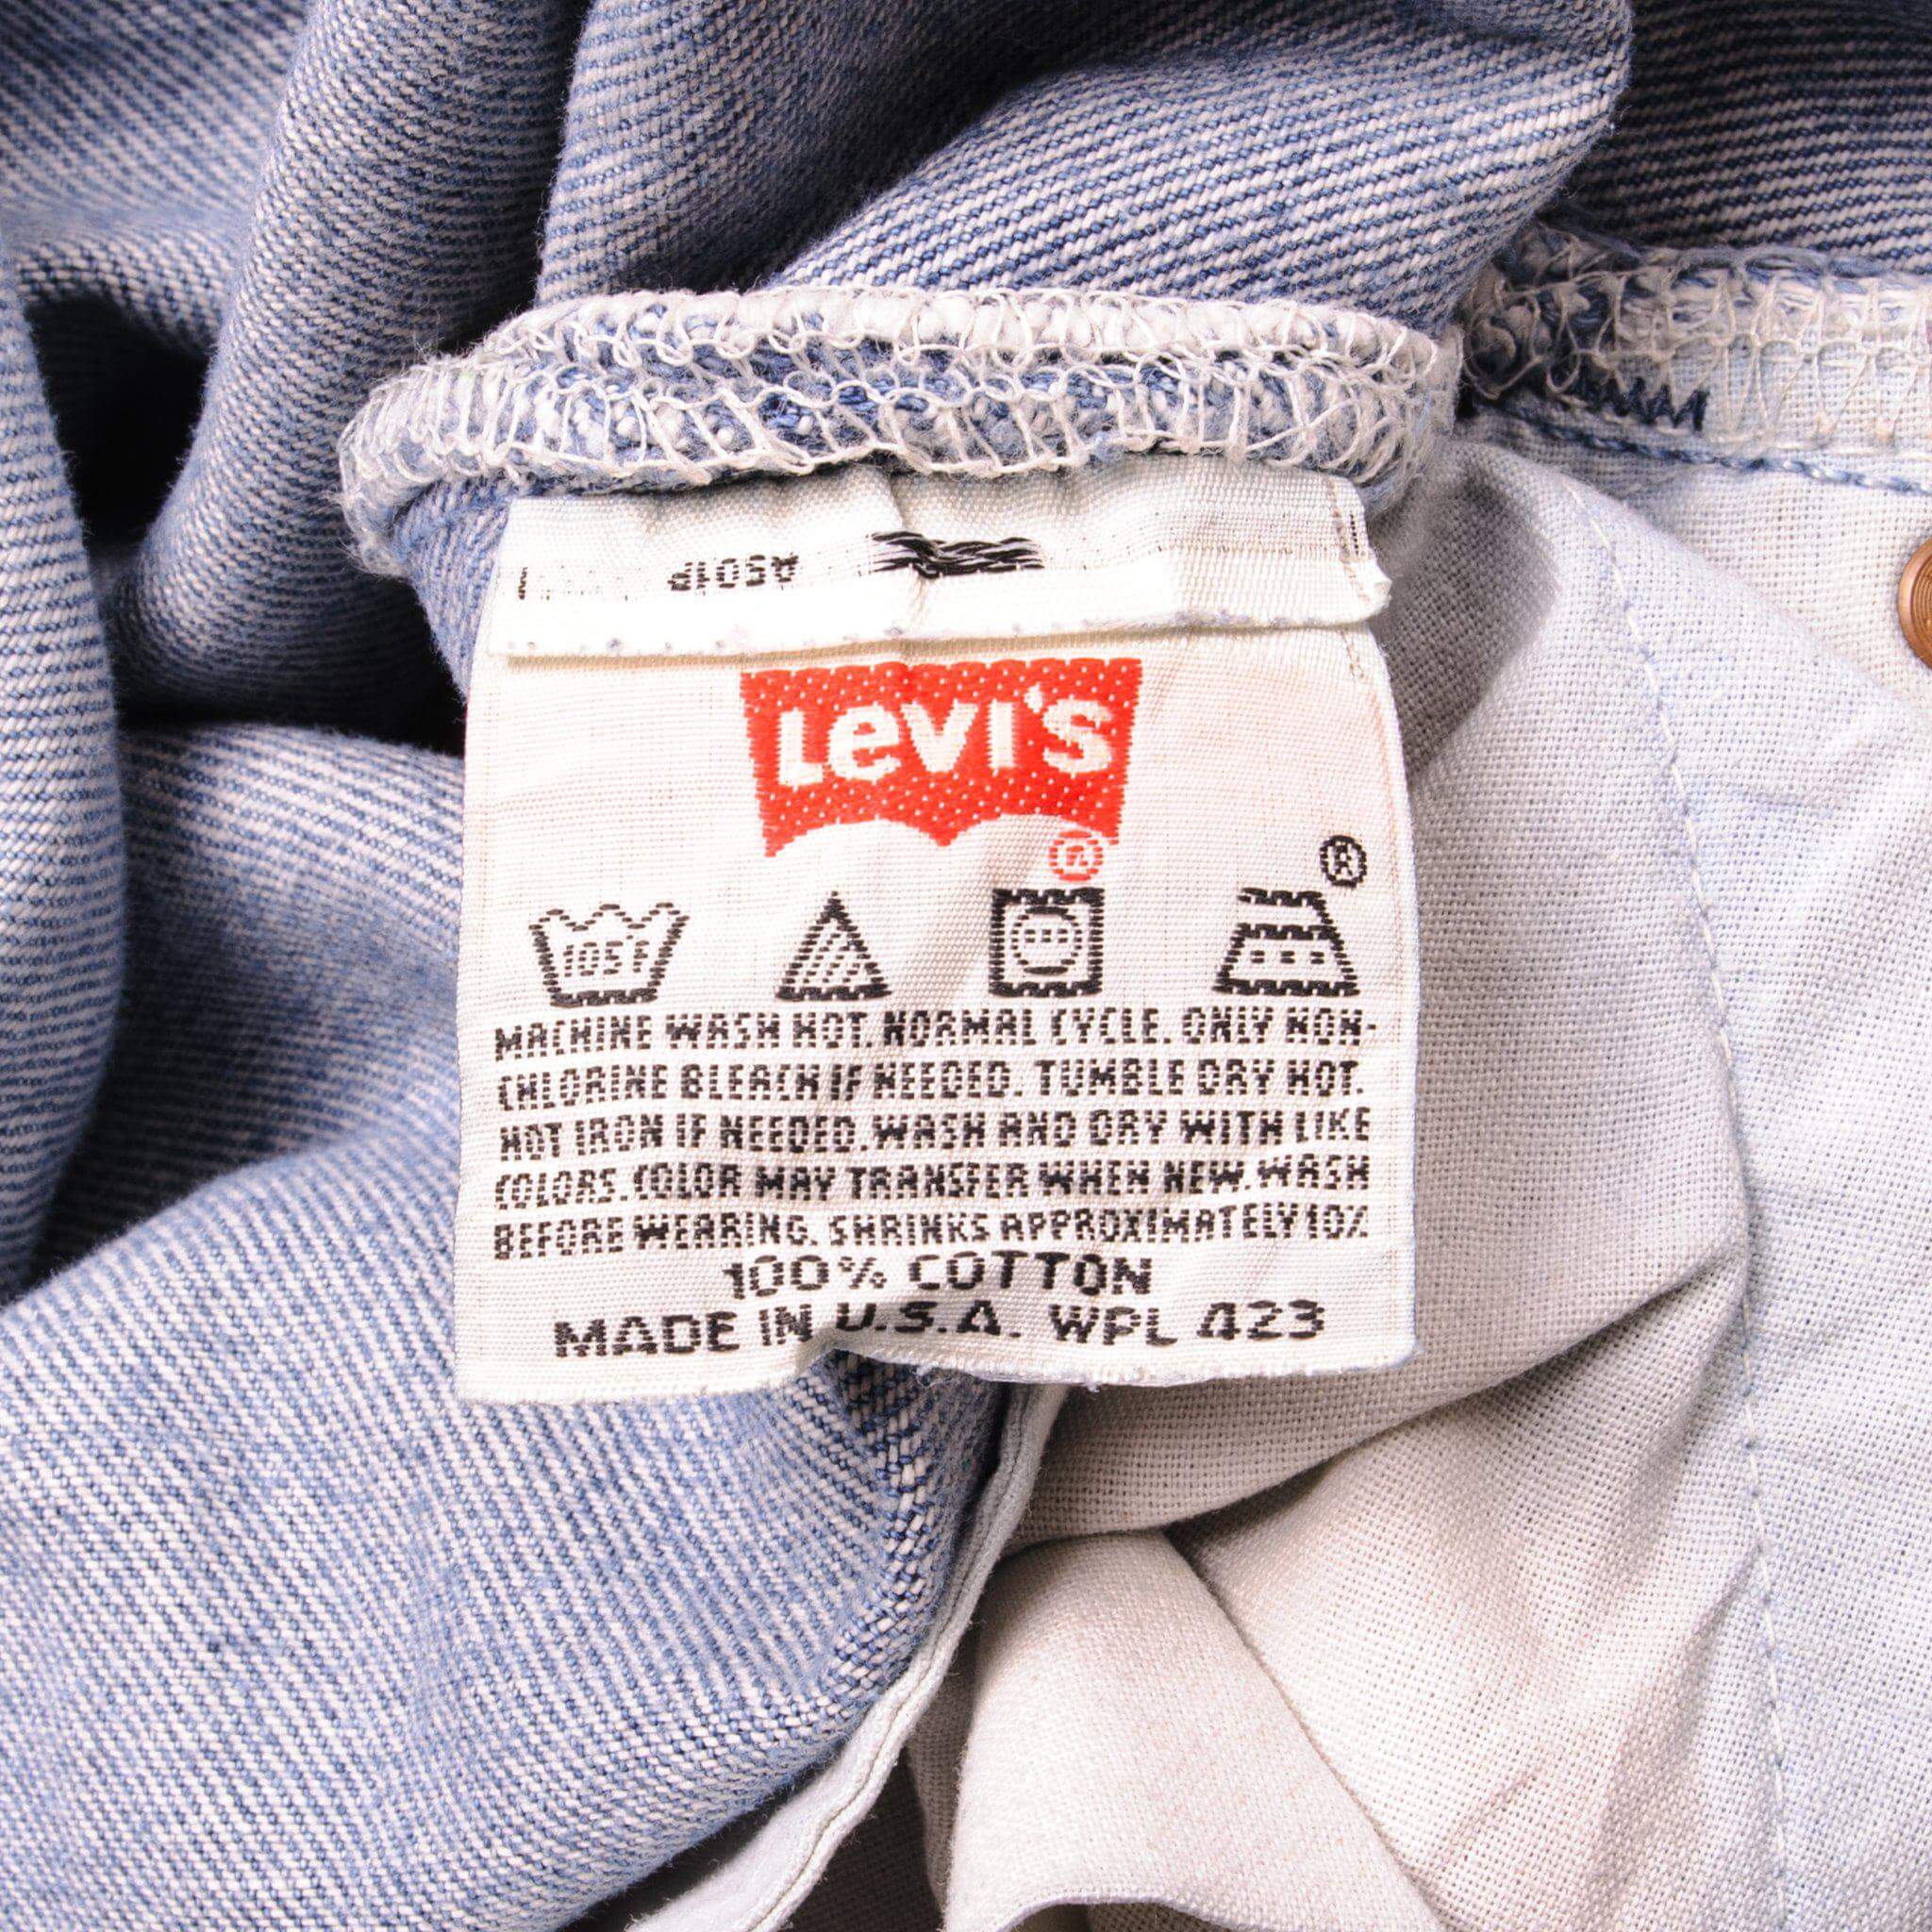 Levi's
®
®
105°F
MACHINE WASH HOT. NORMAL CYCLE. ONLY NON-
CHLORINE BLEACH IF NEEDED. TUMBLE DRY HOT.
HOT IRON IF NEEDED. WASH AND DRY WITH LIKE
COLORS. COLOR MAY TRANSFER WHEN NEW. WASH
BEFORE WEARING. SHRINKS APPROXIMATELY 10%
100% COTTON
MADE IN U.S.A. WPL 423